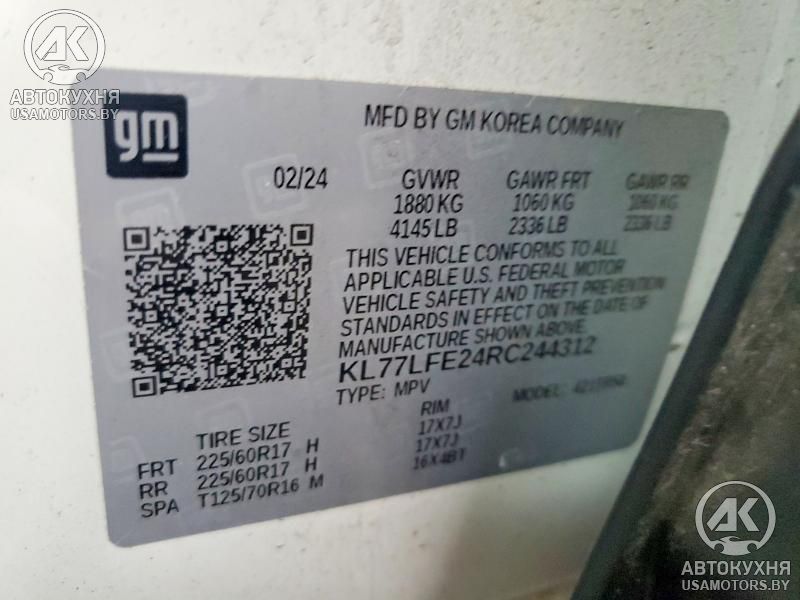 AK
АВТОКУХНЯ
USAMOTORS.BY
gm
MFD BY GM KOREA COMPANY
02/24 GVWR GAWR FRT GAWR RR
1880 KG 1060 KG 1060 KG
4145 LB 2336 LB 2336 LB
THIS VEHICLE CONFORMS TO ALL
APPLICABLE U.S. FEDERAL MOTOR
VEHICLE SAFETY AND THEFT PREVENTION
STANDARDS IN EFFECT ON THE DATE OF
MANUFACTURE SHOWN ABOVE.
KL77LFE24RC244312
TYPE: MPV MODEL:
TIRE SIZE RIM
FRT 225/60R17 H 17X7J
RR 225/60R17 H 17X7J
SPA T125/70R16 M 16X4BT
AK
АВТОКУХНЯ
USAMOTORS.BY